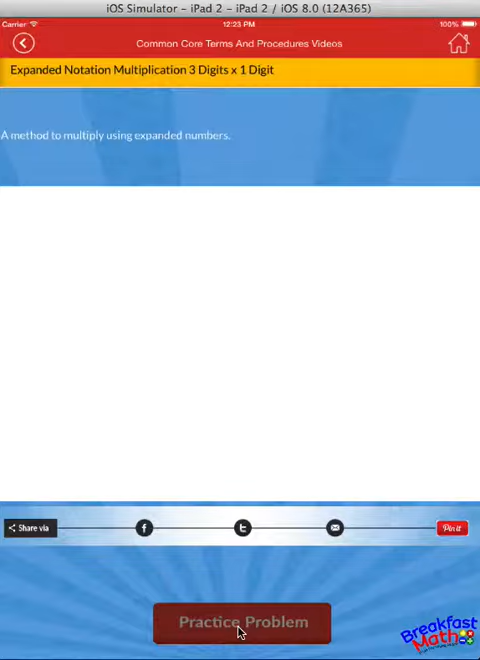 iOS Simulator – iPad 2 – iPad 2 / iOS 8.0 (12A365)
Carrier 12:23 PM 100%
Common Core Terms And Procedures Videos
Expanded Notation Multiplication 3 Digits x 1 Digit
A method to multiply using expanded numbers.
Share via f t Pin it
Practice Problem
Breakfast
Math